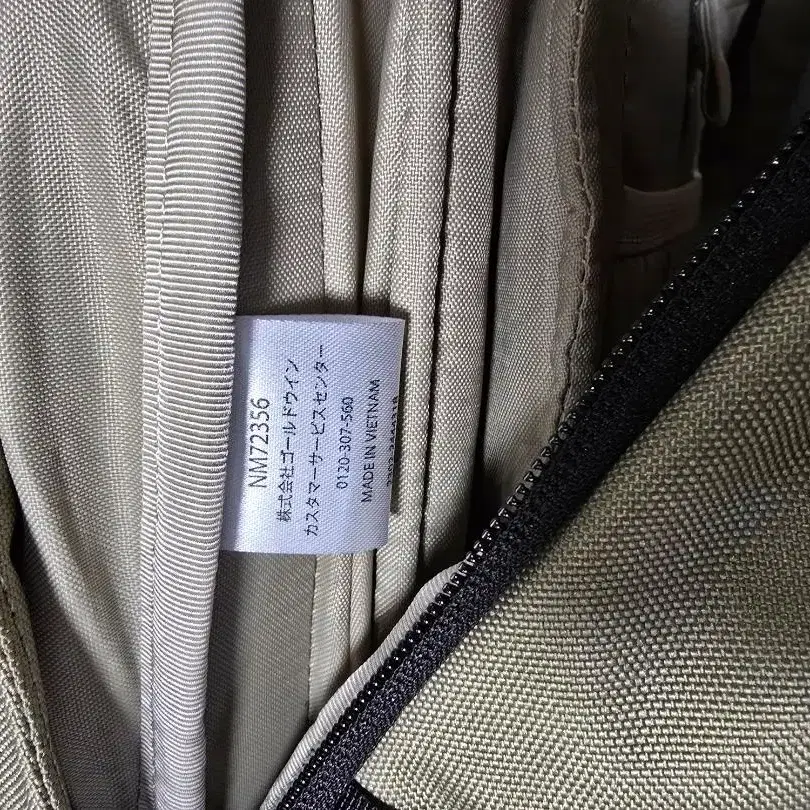 NM72356
株式会社ゴールドウイン
カスタマーサービスセンター
0120-307-560
MADE IN VIETNAM